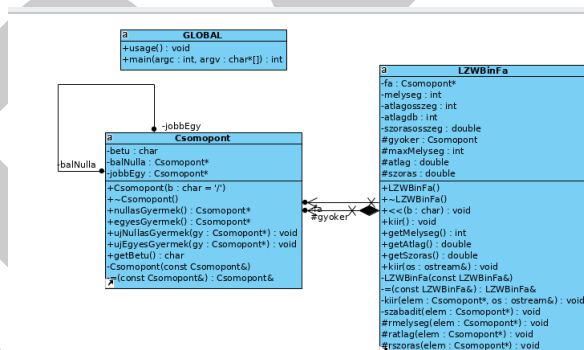 a
GLOBAL
+usage() : void
+main(argc : int, argv : char*[]) : int
-jobbEgy
-balNulla
a
Csomopont
-betu : char
-balNulla : Csomopont*
-jobbEgy : Csomopont*
+Csomopont(b : char = '/')
+~Csomopont()
+nullasGyermek() : Csomopont*
+egyesGyermek() : Csomopont*
+ujNullasGyermek(gy : Csomopont*) : void
+ujEgyesGyermek(gy : Csomopont*) : void
+getBetu() : char
-Csomopont(const Csomopont&)
-=(const Csomopont&) : Csomopont&
-fa
#gyoker
a
LZWBinFa
-fa : Csomopont*
-melyseg : int
-atlagosszeg : int
-atlagdb : int
-szorasosszeg : double
#gyoker : Csomopont
#maxMelyseg : int
#atlag : double
#szoras : double
+LZWBinFa()
+~LZWBinFa()
+<<(b : char) : void
+kiir() : void
+getMelyseg() : int
+getAtlag() : double
+getSzoras() : double
+kiir(os : ostream&) : void
-LZWBinFa(const LZWBinFa&)
-=(const LZWBinFa&) : LZWBinFa&
-kiir(elem : Csomopont*, os : ostream&) : void
-szabadit(elem : Csomopont*) : void
#rmelyseg(elem : Csomopont*) : void
#ratlag(elem : Csomopont*) : void
#rszoras(elem : Csomopont*) : void